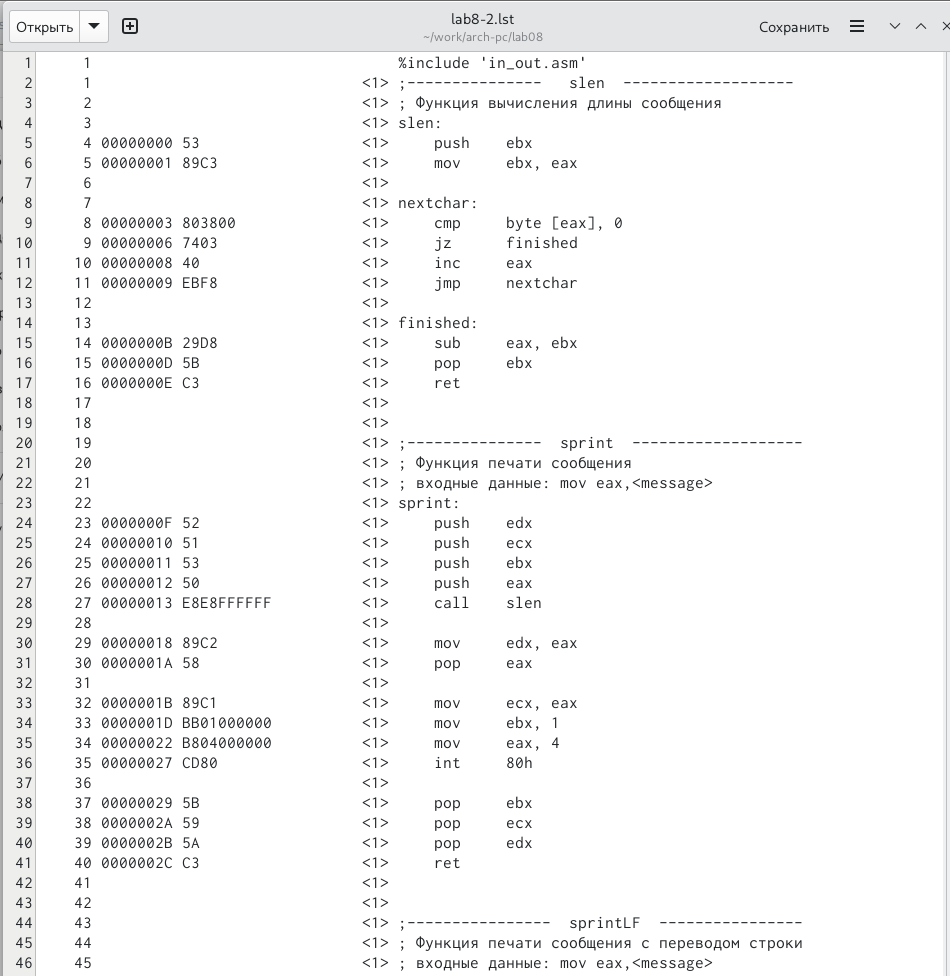 Открыть
lab8-2.lst
~/work/arch-pc/lab08
Сохранить
1 1 %include 'in_out.asm'
2 1 <1> ;--------------- slen -------------------
3 2 <1> ; Функция вычисления длины сообщения
4 3 <1> slen:
5 4 00000000 53 <1> push ebx
6 5 00000001 89C3 <1> mov ebx, eax
7 6 <1>
8 7 <1> nextchar:
9 8 00000003 803800 <1> cmp byte [eax], 0
10 9 00000006 7403 <1> jz finished
11 10 00000008 40 <1> inc eax
12 11 00000009 EBF8 <1> jmp nextchar
13 12 <1>
14 13 <1> finished:
15 14 0000000B 29D8 <1> sub eax, ebx
16 15 0000000D 5B <1> pop ebx
17 16 0000000E C3 <1> ret
18 17 <1>
19 18 <1>
20 19 <1> ;--------------- sprint -------------------
21 20 <1> ; Функция печати сообщения
22 21 <1> ; входные данные: mov eax,<message>
23 22 <1> sprint:
24 23 0000000F 52 <1> push edx
25 24 00000010 51 <1> push ecx
26 25 00000011 53 <1> push ebx
27 26 00000012 50 <1> push eax
28 27 00000013 E8E8FFFFFF <1> call slen
29 28 <1>
30 29 00000018 89C2 <1> mov edx, eax
31 30 0000001A 58 <1> pop eax
32 31 <1>
33 32 0000001B 89C1 <1> mov ecx, eax
34 33 0000001D BB01000000 <1> mov ebx, 1
35 34 00000022 B804000000 <1> mov eax, 4
36 35 00000027 CD80 <1> int 80h
37 36 <1>
38 37 00000029 5B <1> pop ebx
39 38 0000002A 59 <1> pop ecx
40 39 0000002B 5A <1> pop edx
41 40 0000002C C3 <1> ret
42 41 <1>
43 42 <1>
44 43 <1> ;---------------- sprintLF ----------------
45 44 <1> ; Функция печати сообщения с переводом строки
46 45 <1> ; входные данные: mov eax,<message>